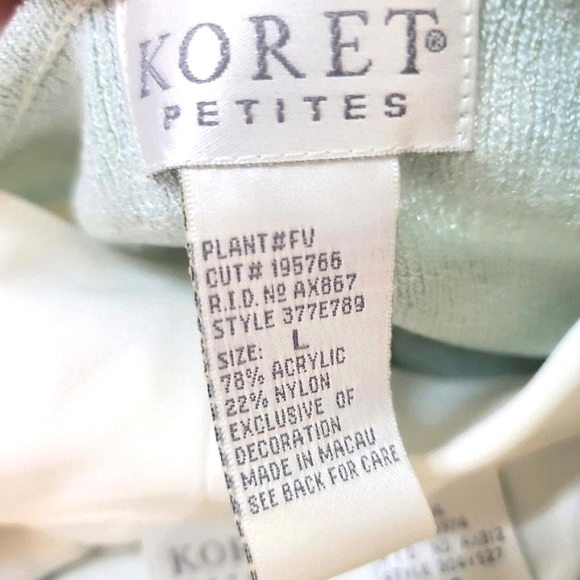 KORET®
PETITES
PLANT#FU
CUT# 195766
R.I.D. Nº AX867
STYLE 377E789
SIZE: L
78% ACRYLIC
22% NYLON
EXCLUSIVE OF
DECORATION
MADE IN MACAU
SEE BACK FOR CARE
KO